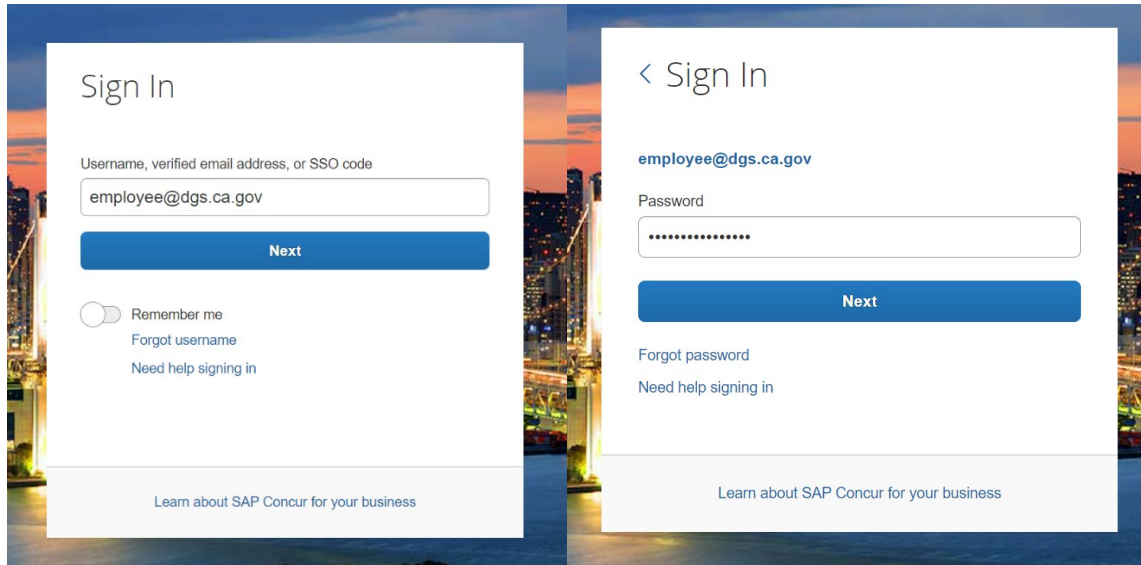 Sign In
Username, verified email address, or SSO code
employee@dgs.ca.gov
Next
Remember me
Forgot username
Need help signing in
Learn about SAP Concur for your business
< Sign In
employee@dgs.ca.gov
Password
••••••••••••••••
Next
Forgot password
Need help signing in
Learn about SAP Concur for your business